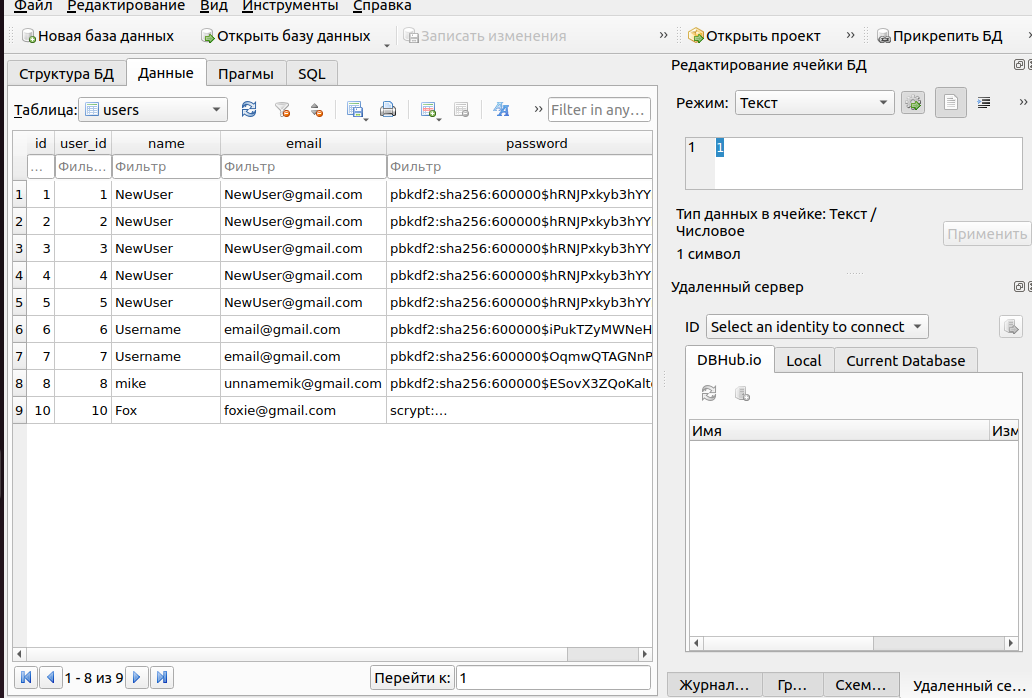 Файл Редактирование Вид Инструменты Справка
Новая база данных Открыть базу данных Записать изменения » Открыть проект » Прикрепить БД
Структура БД Данные Прагмы SQL
Таблица: users » Filter in any...
id user_id name email password
... Филь... Фильтр Фильтр Фильтр
1 1 1 NewUser NewUser@gmail.com pbkdf2:sha256:600000$hRNJPxkyb3hYY
2 2 2 NewUser NewUser@gmail.com pbkdf2:sha256:600000$hRNJPxkyb3hYY
3 3 3 NewUser NewUser@gmail.com pbkdf2:sha256:600000$hRNJPxkyb3hYY
4 4 4 NewUser NewUser@gmail.com pbkdf2:sha256:600000$hRNJPxkyb3hYY
5 5 5 NewUser NewUser@gmail.com pbkdf2:sha256:600000$hRNJPxkyb3hYY
6 6 6 Username email@gmail.com pbkdf2:sha256:600000$iPukTZyMWNeH
7 7 7 Username email@gmail.com pbkdf2:sha256:600000$OqmwQTAGNnP
8 8 8 mike unnamemik@gmail.com pbkdf2:sha256:600000$ESovX3ZQoKalt
9 10 10 Fox foxie@gmail.com scrypt:...
1 - 8 из 9 Перейти к: 1
Редактирование ячейки БД
Режим: Текст »
1 1
Тип данных в ячейке: Текст /
Числовое
1 символ
Применить
Удаленный сервер
ID Select an identity to connect
DBHub.io Local Current Database
Имя Изм
Журнал... Гр... Схем... Удаленный се...